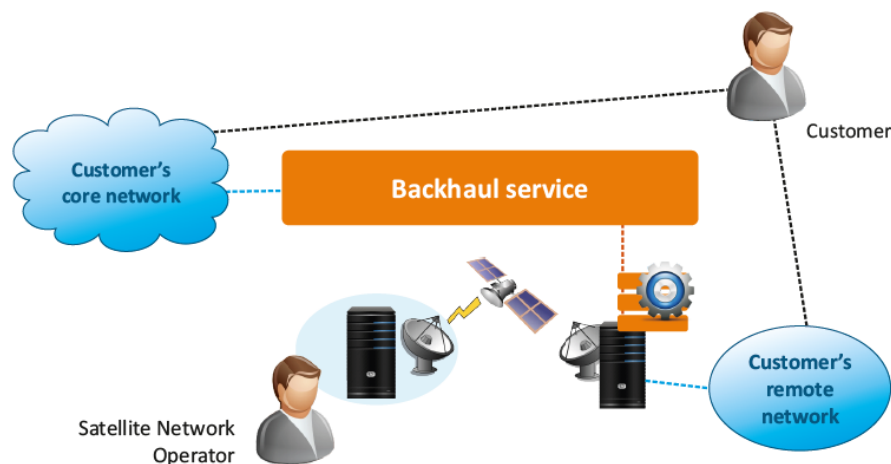 Customer
Customer's
core network
Backhaul service
Customer's
remote
network
Satellite Network
Operator